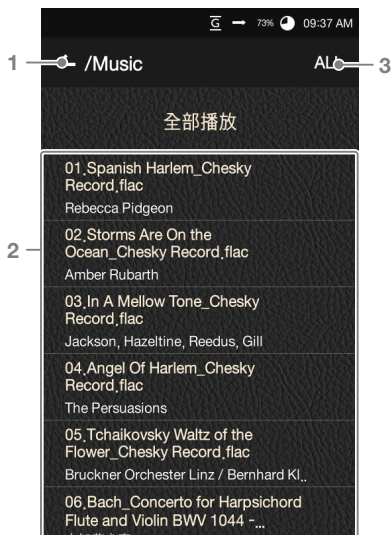 G 73% 09:37 AM
1 /Music 3
全部播放
01.Spanish Harlem_Chesky
Record.flac
Rebecca Pidgeon
2
02.Storms Are On the
Ocean_Chesky Record.flac
Amber Rubarth
03.In A Mellow Tone_Chesky
Record.flac
Jackson, Hazeltine, Reedus, Gill
04.Angel Of Harlem_Chesky
Record.flac
The Persuasions
05.Tchaikovsky Waltz of the
Flower_Chesky Record.flac
Bruckner Orchester Linz / Bernhard Kl..
06.Bach_Concerto for Harpsichord
Flute and Violin BWV 1044 -...